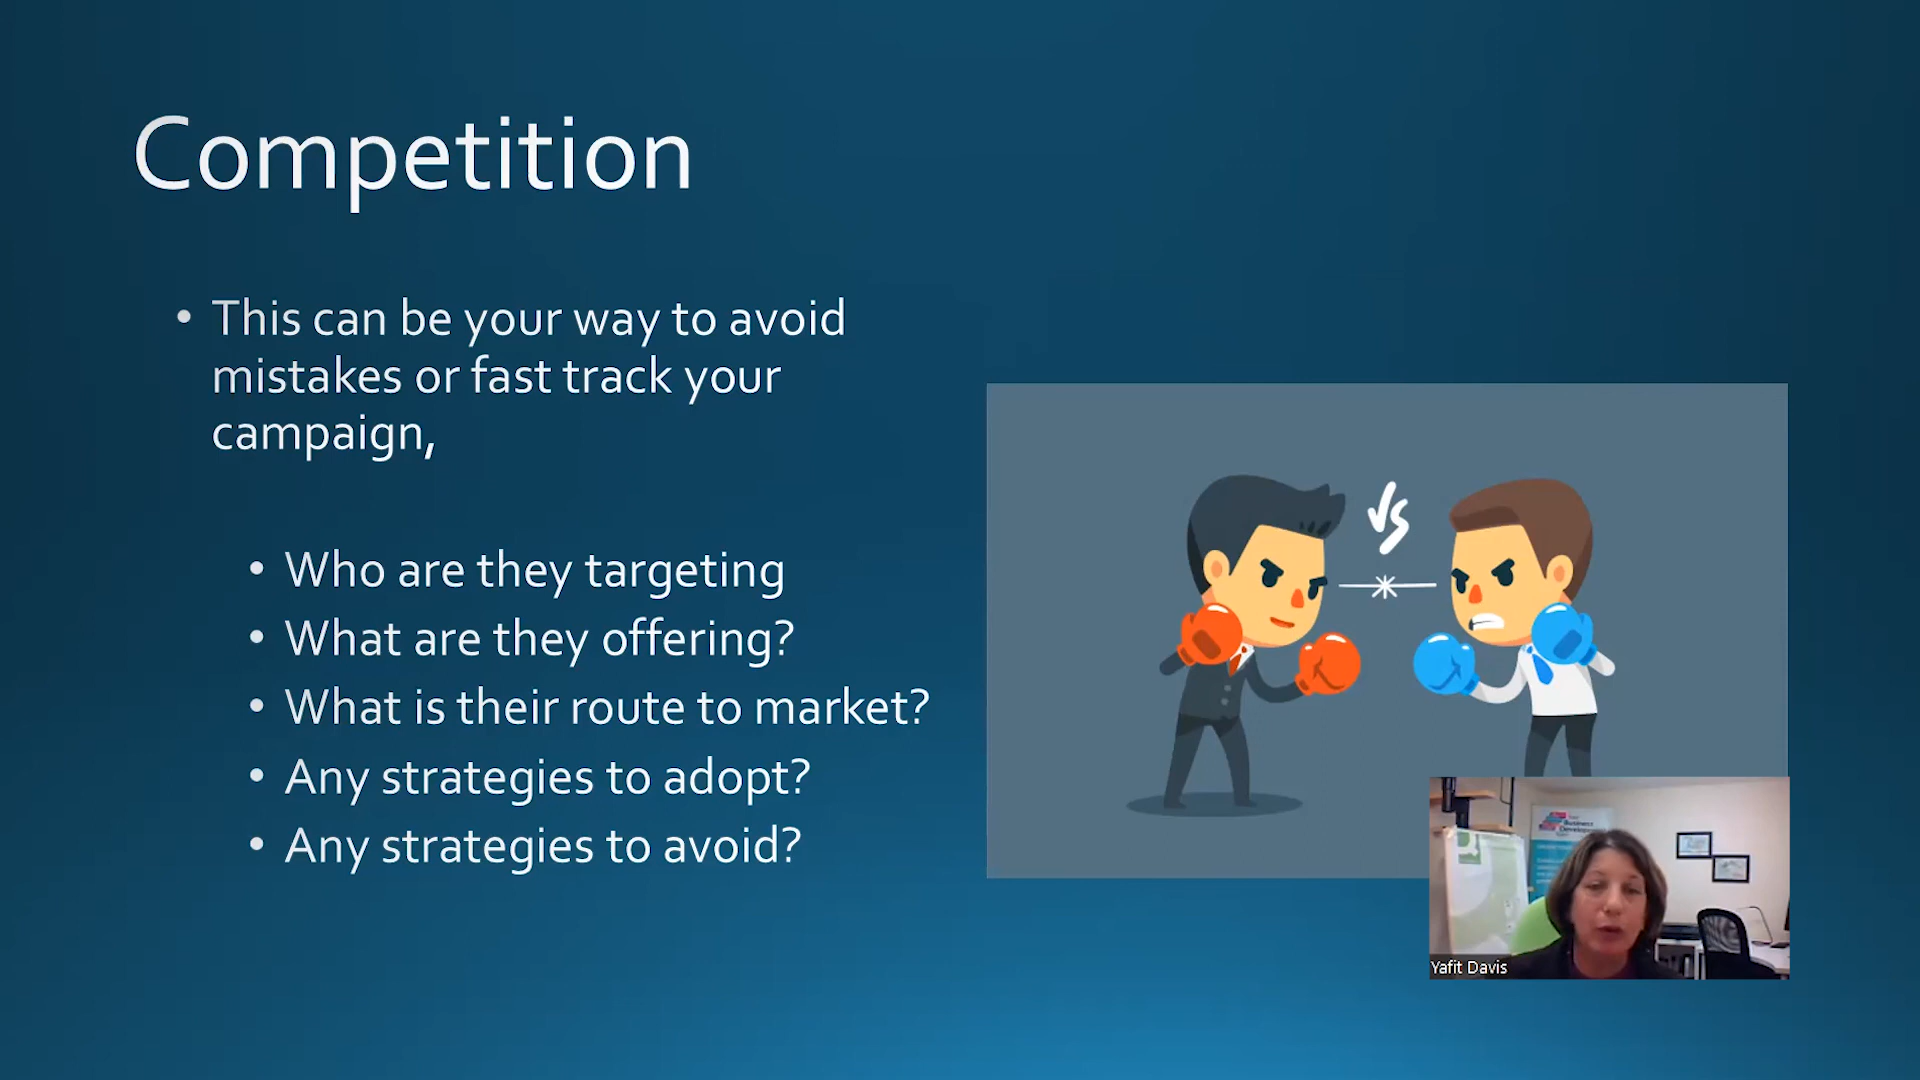 Competition
• This can be your way to avoid
mistakes or fast track your
campaign,
• Who are they targeting
• What are they offering?
• What is their route to market?
• Any strategies to adopt?
• Any strategies to avoid?
VS
Business
Yafit Davis